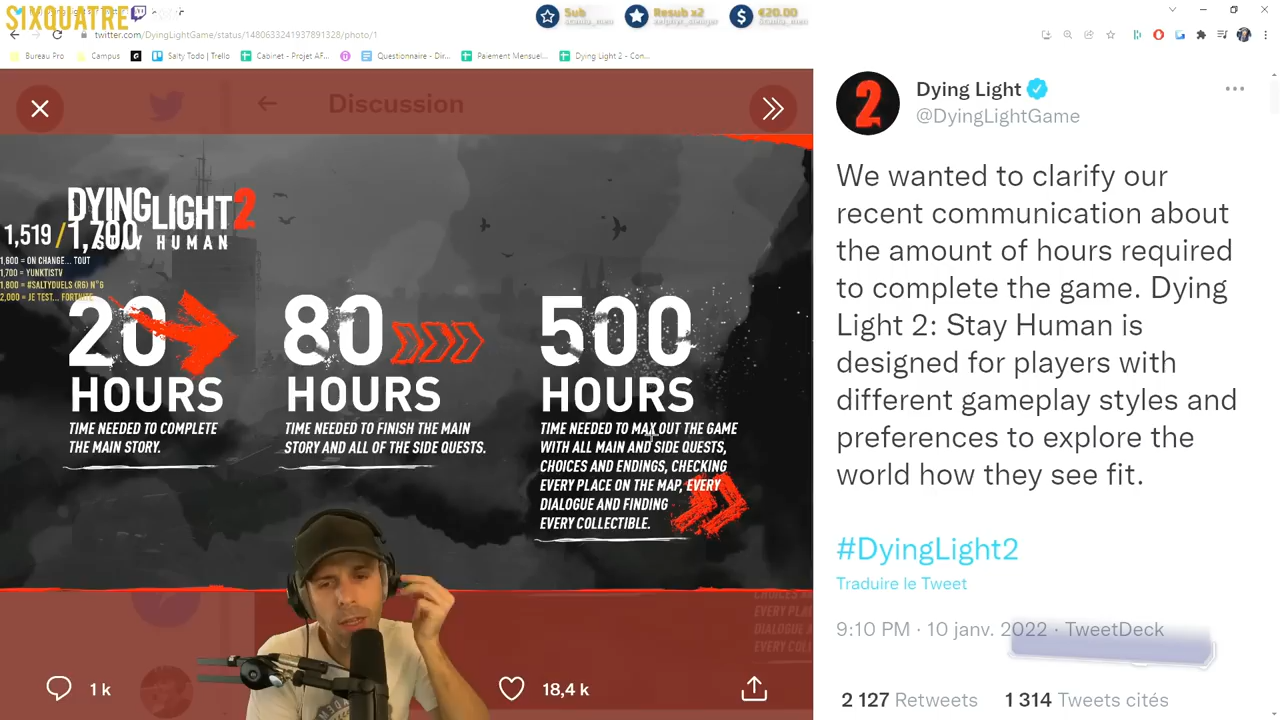 SIXQUATRE
Sub
Resub x2
€20.00
twitter.com/DyingLightGame/status/1480633241937891328/photo/1
Bureau Pro
Campus
Salty Todo | Trello
Cabinet - Projet AF...
Questionnaire - Dir...
Paiement Mensuel...
Dying Light 2 - Con...
Discussion
DYING LIGHT 2
STAY HUMAN
1,519 / 1,700
1,600 = ON CHANGE... TOUT
1,700 = YUNKTISTV
1,800 = #SALTYDUELS (R6) N°6
2,000 = JE TEST... FORTNITE
20
HOURS
TIME NEEDED TO COMPLETE
THE MAIN STORY.
80
HOURS
TIME NEEDED TO FINISH THE MAIN
STORY AND ALL OF THE SIDE QUESTS.
500
HOURS
TIME NEEDED TO MAX OUT THE GAME
WITH ALL MAIN AND SIDE QUESTS,
CHOICES AND ENDINGS, CHECKING
EVERY PLACE ON THE MAP, EVERY
DIALOGUE AND FINDING
EVERY COLLECTIBLE.
1 k
18,4 k
Dying Light
@DyingLightGame
We wanted to clarify our
recent communication about
the amount of hours required
to complete the game. Dying
Light 2: Stay Human is
designed for players with
different gameplay styles and
preferences to explore the
world how they see fit.
#DyingLight2
Traduire le Tweet
9:10 PM · 10 janv. 2022 · TweetDeck
2 127 Retweets
1 314 Tweets cités